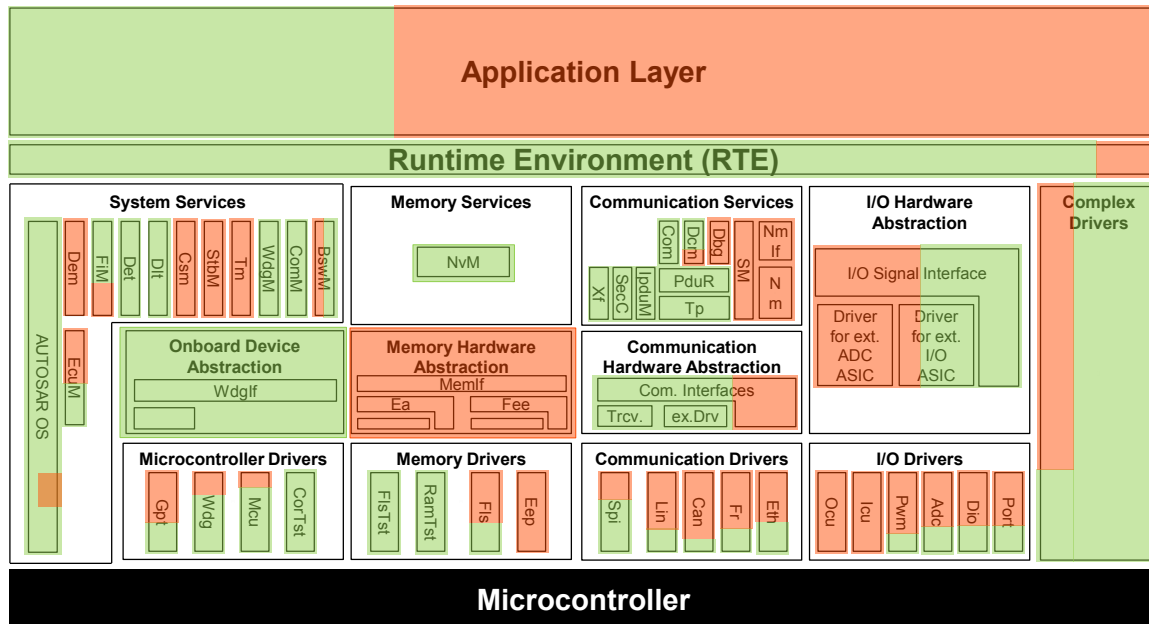 Application Layer
Runtime Environment (RTE)
System Services
Memory Services
Communication Services
I/O Hardware
Abstraction
Complex
Drivers
AUTOSAR OS
Dem
FiM
Det
Dlt
Csm
StbM
Tm
WdgM
ComM
BswM
EcuM
NvM
Com
Dcm
Dbg
SM
Nm
If
N
m
Xf
SecC
IpduM
PduR
Tp
I/O Signal Interface
Driver
for ext.
ADC
ASIC
Driver
for ext.
I/O
ASIC
Onboard Device
Abstraction
WdgIf
Memory Hardware
Abstraction
MemIf
Ea
Fee
Communication
Hardware Abstraction
Com. Interfaces
Trcv.
ex.Drv
Microcontroller Drivers
Gpt
Wdg
Mcu
CorTst
Memory Drivers
FlsTst
RamTst
Fls
Eep
Communication Drivers
Spi
Lin
Can
Fr
Eth
I/O Drivers
Ocu
Icu
Pwm
Adc
Dio
Port
Microcontroller